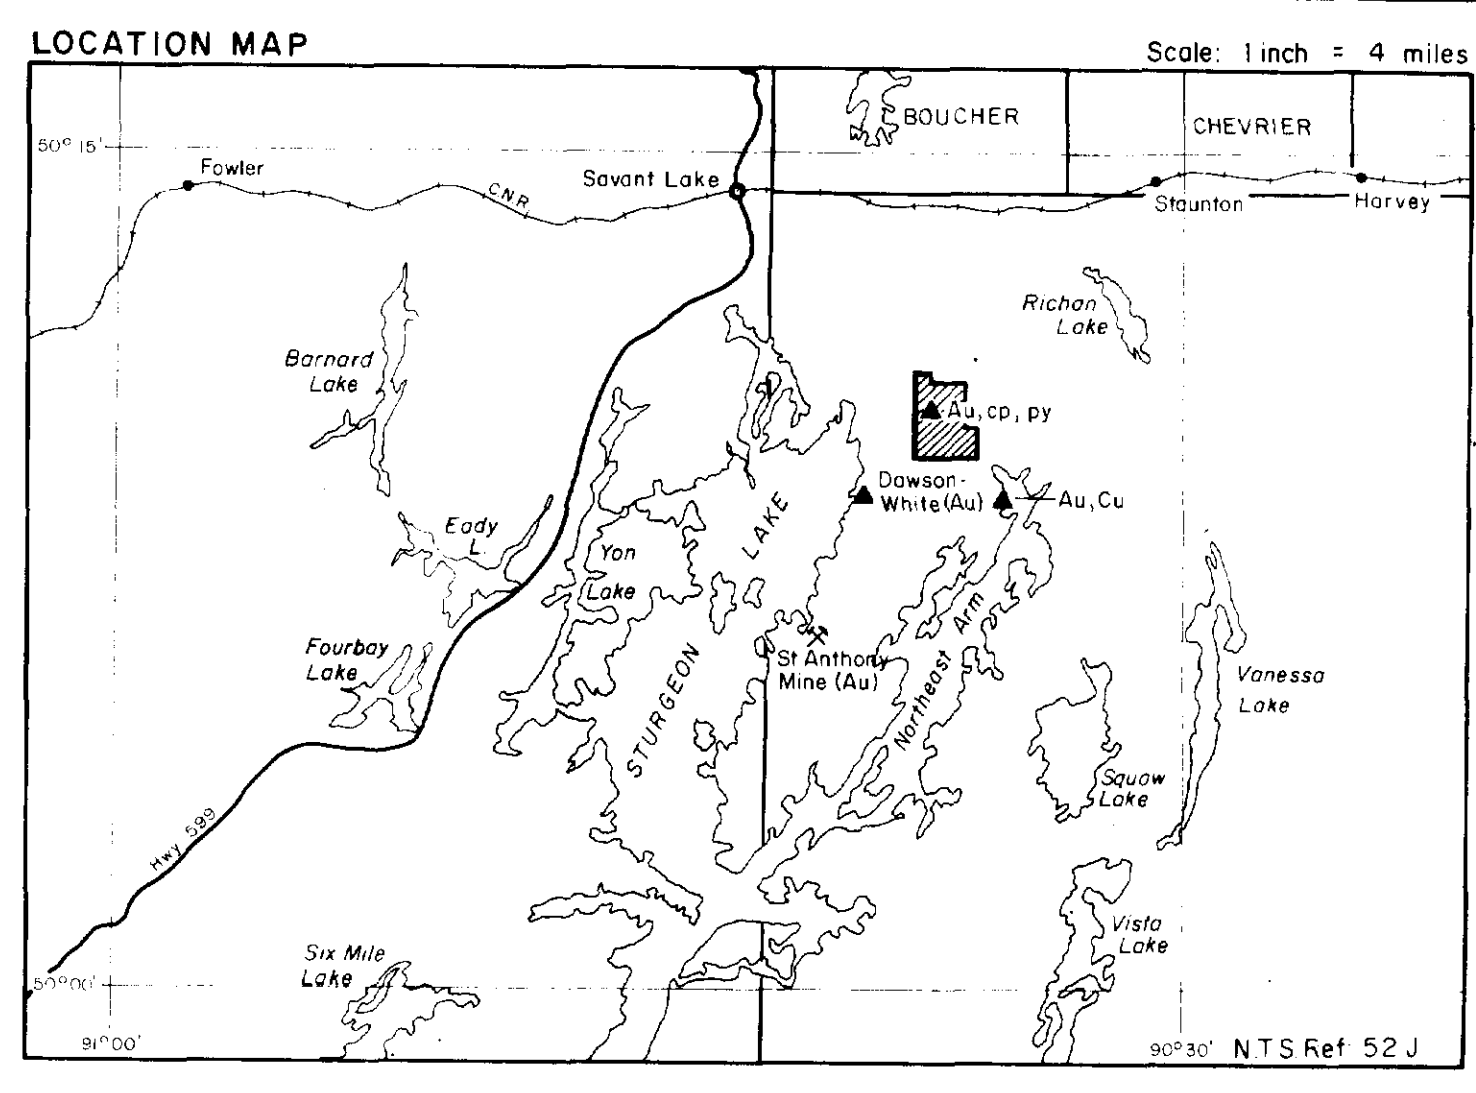 LOCATION MAP
Scale: 1 inch = 4 miles
BOUCHER
CHEVRIER
50° 15'
Fowler
Savant Lake
C.N.R.
Staunton
Harvey
Richan
Lake
Barnard
Lake
Au, cp, py
Dawson-
White (Au)
Au, Cu
Eady
L.
Yon
Lake
STURGEON LAKE
Northeast Arm
St Anthony
Mine (Au)
Fourbay
Lake
Vanessa
Lake
Squaw
Lake
Hwy 599
Vista
Lake
Six Mile
Lake
50°00'
91°00'
90°30'
N.T.S. Ref: 52 J